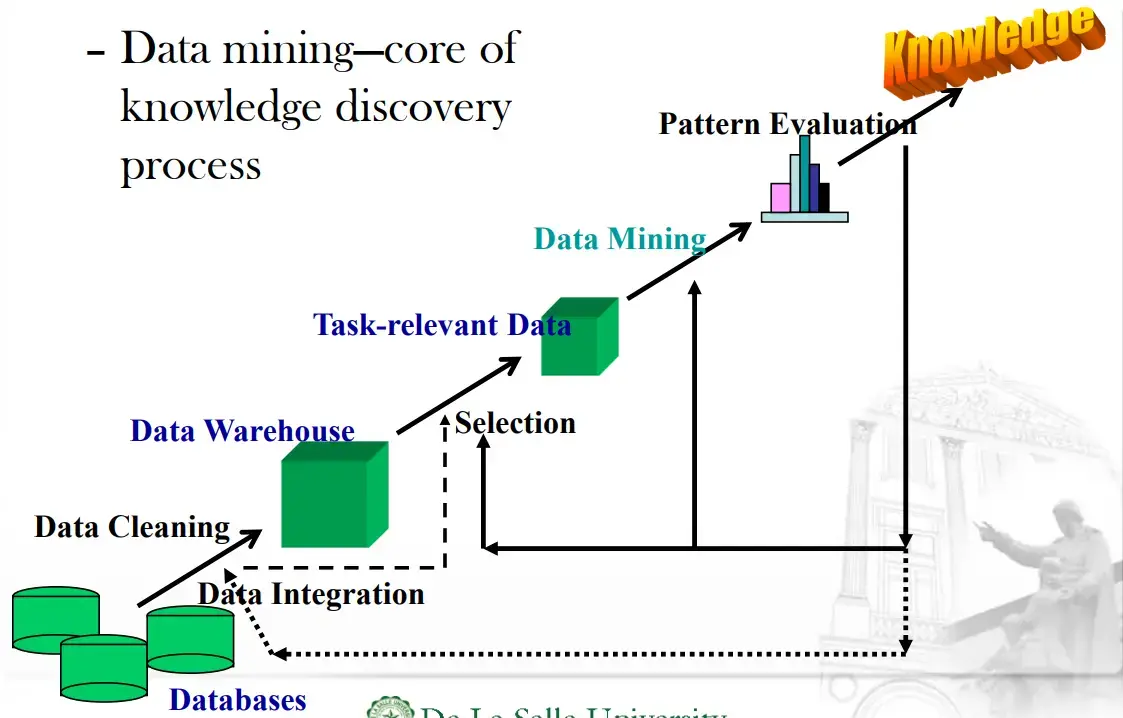 – Data mining—core of
knowledge discovery
process
Knowledge
Pattern Evaluation
Data Mining
Task-relevant Data
Selection
Data Warehouse
Data Cleaning
Data Integration
Databases
De La Salle University